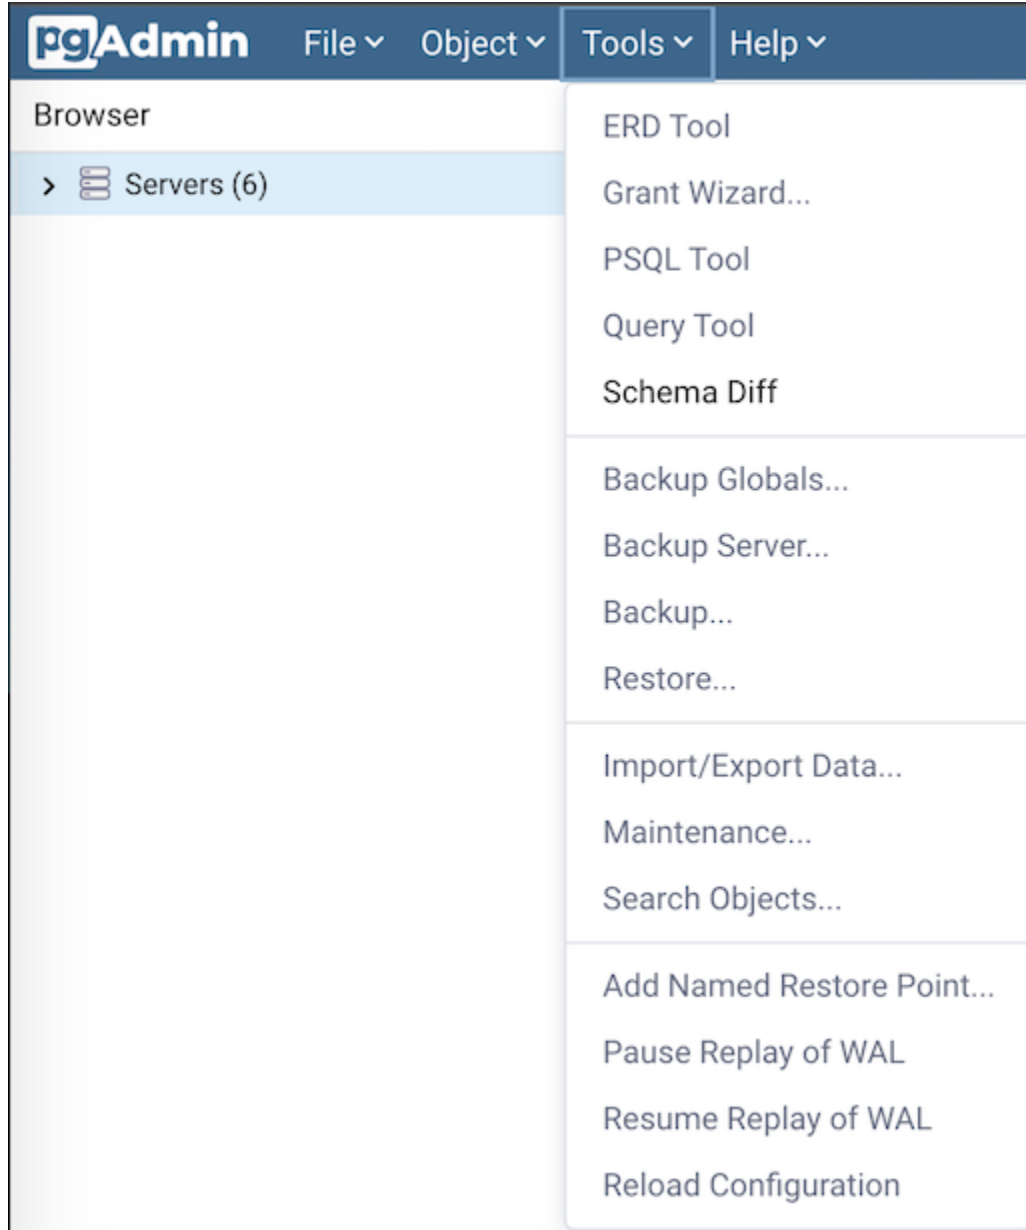 pgAdmin File Object Tools Help
Browser
Servers (6)
ERD Tool
Grant Wizard...
PSQL Tool
Query Tool
Schema Diff
Backup Globals...
Backup Server...
Backup...
Restore...
Import/Export Data...
Maintenance...
Search Objects...
Add Named Restore Point...
Pause Replay of WAL
Resume Replay of WAL
Reload Configuration